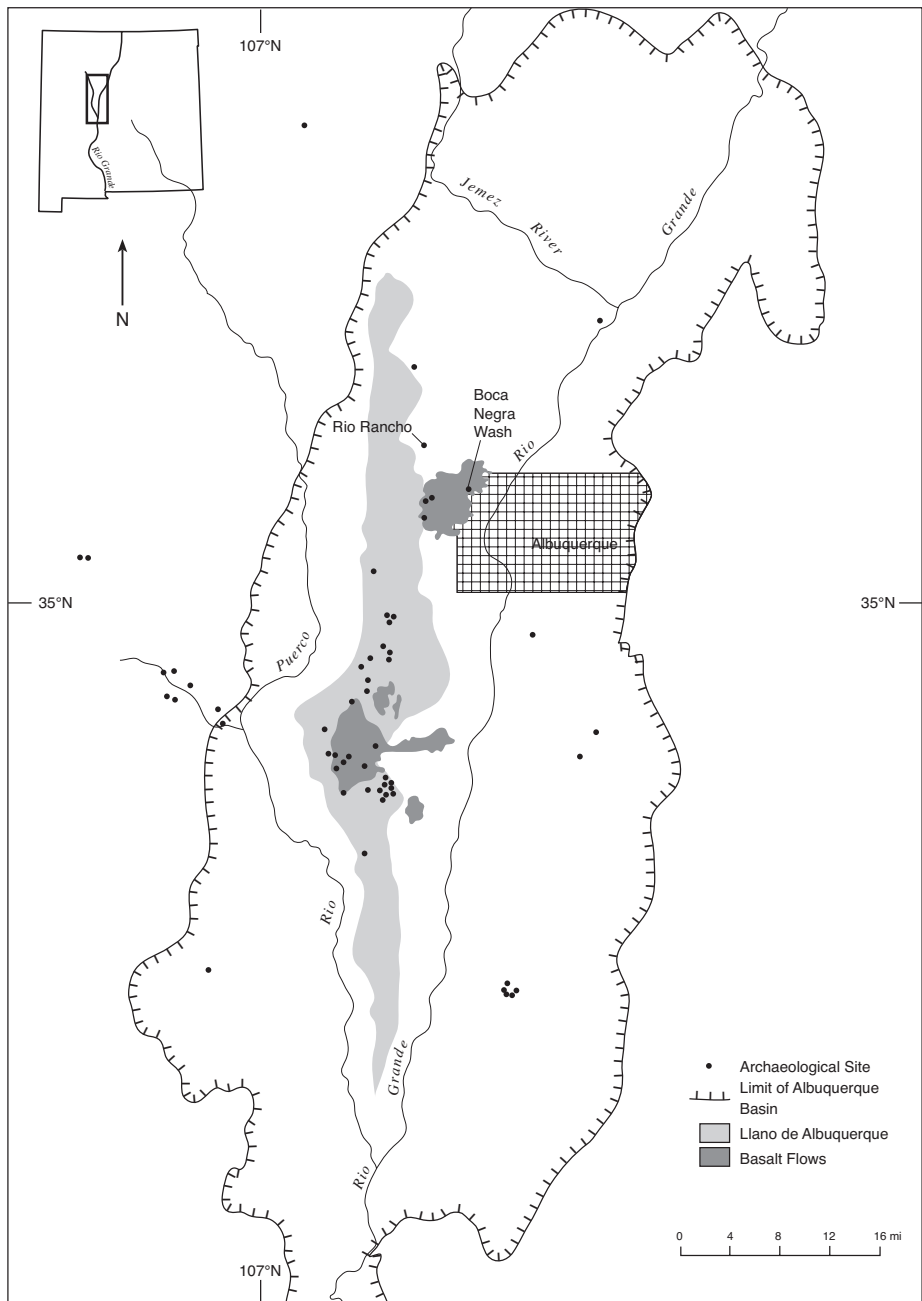 107°N
Rio Grande
N
Jemez
River
Grande
Boca
Negra
Wash
Rio Rancho
Rio
Albuquerque
35°N
35°N
Puerco
Rio
Grande
Rio
Archaeological Site
Limit of Albuquerque
Basin
Llano de Albuquerque
Basalt Flows
0 4 8 12 16 mi
107°N